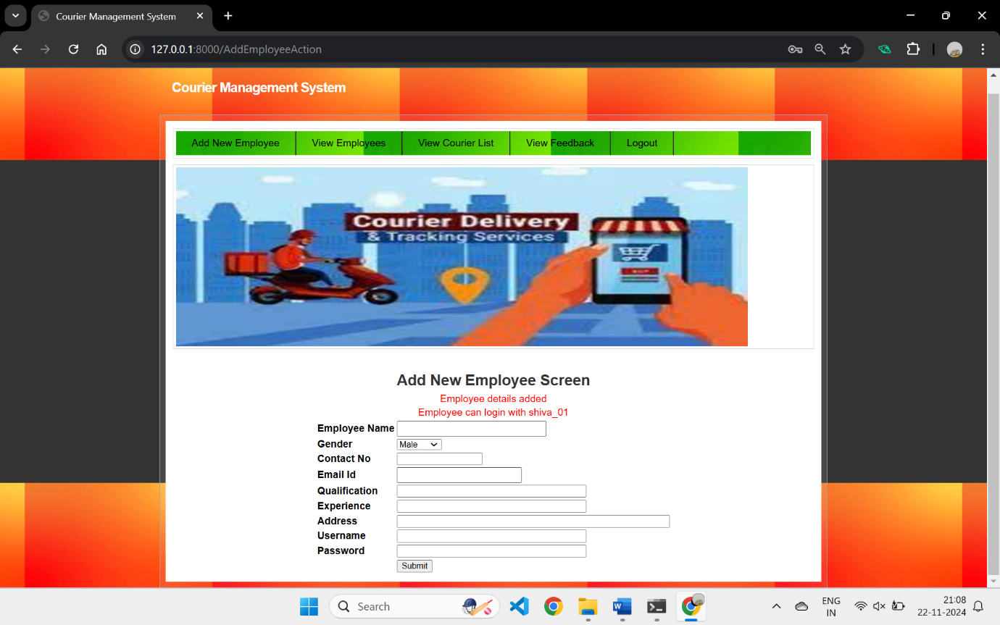 Courier Management System
127.0.0.1:8000/AddEmployeeAction
Courier Management System
Add New Employee View Employees View Courier List View Feedback Logout
Courier Delivery
& Tracking Services
Add New Employee Screen
Employee details added
Employee can login with shiva_01
Employee Name
Gender Male
Contact No
Email Id
Qualification
Experience
Address
Username
Password
Submit
Search
ENG
IN
21:08
22-11-2024